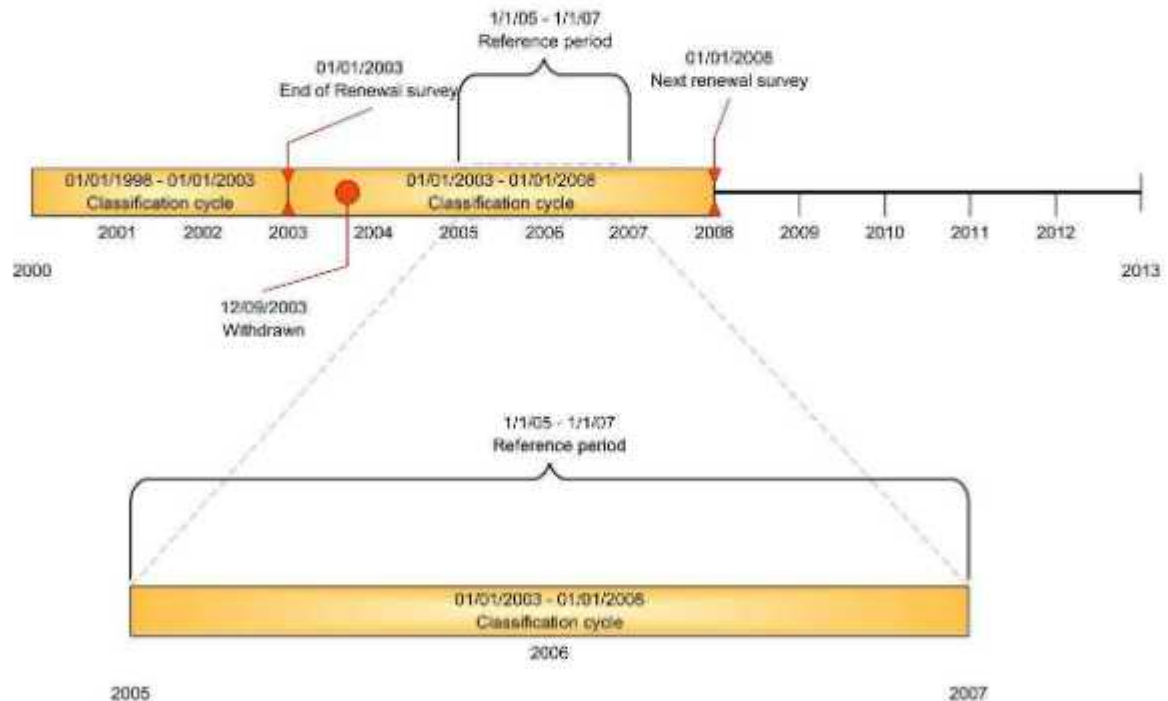 1/1/05 - 1/1/07
Reference period
01/01/2003
End of Renewal survey
01/01/2008
Next renewal survey
01/01/1998 - 01/01/2003
Classification cycle
01/01/2003 - 01/01/2008
Classification cycle
2001 2002 2003 2004 2005 2006 2007 2008 2009 2010 2011 2012
2000 2013
12/09/2003
Withdrawn
1/1/05 - 1/1/07
Reference period
01/01/2003 - 01/01/2008
Classification cycle
2006
2005 2007